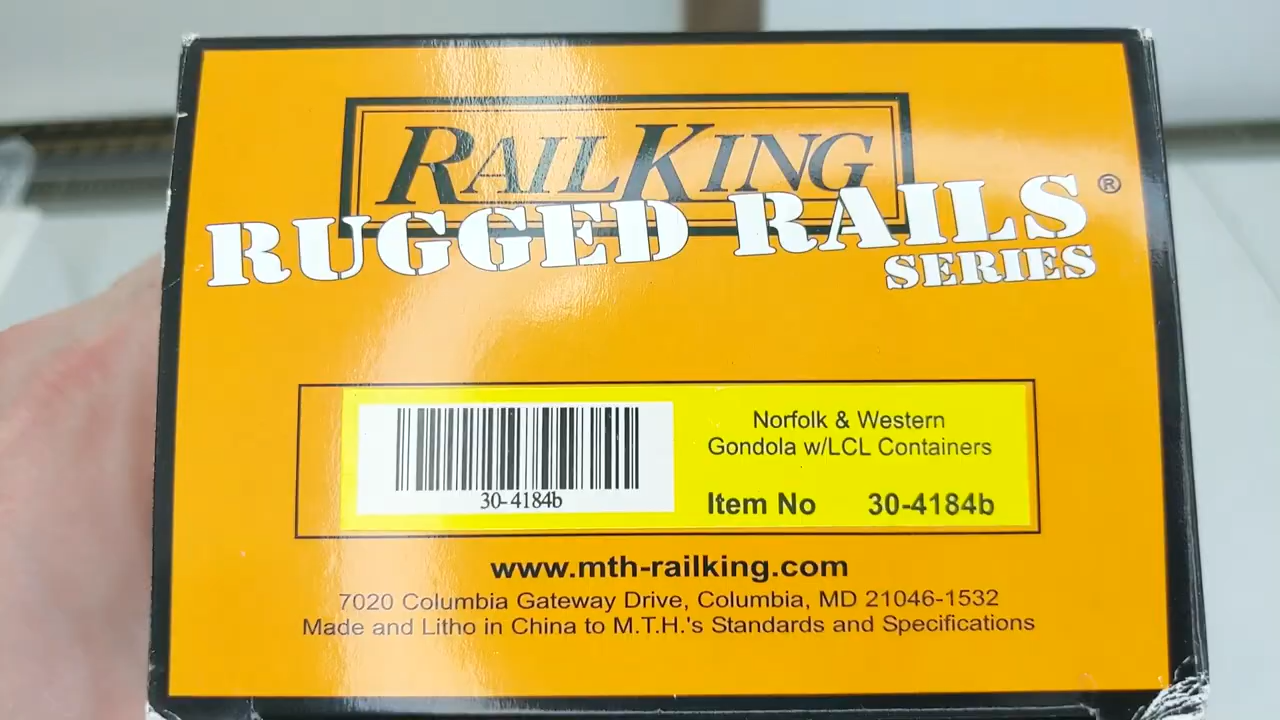 RAILKING
RUGGED RAILS ®
SERIES
30-4184b
Norfolk & Western
Gondola w/LCL Containers
Item No 30-4184b
www.mth-railking.com
7020 Columbia Gateway Drive, Columbia, MD 21046-1532
Made and Litho in China to M.T.H.'s Standards and Specifications